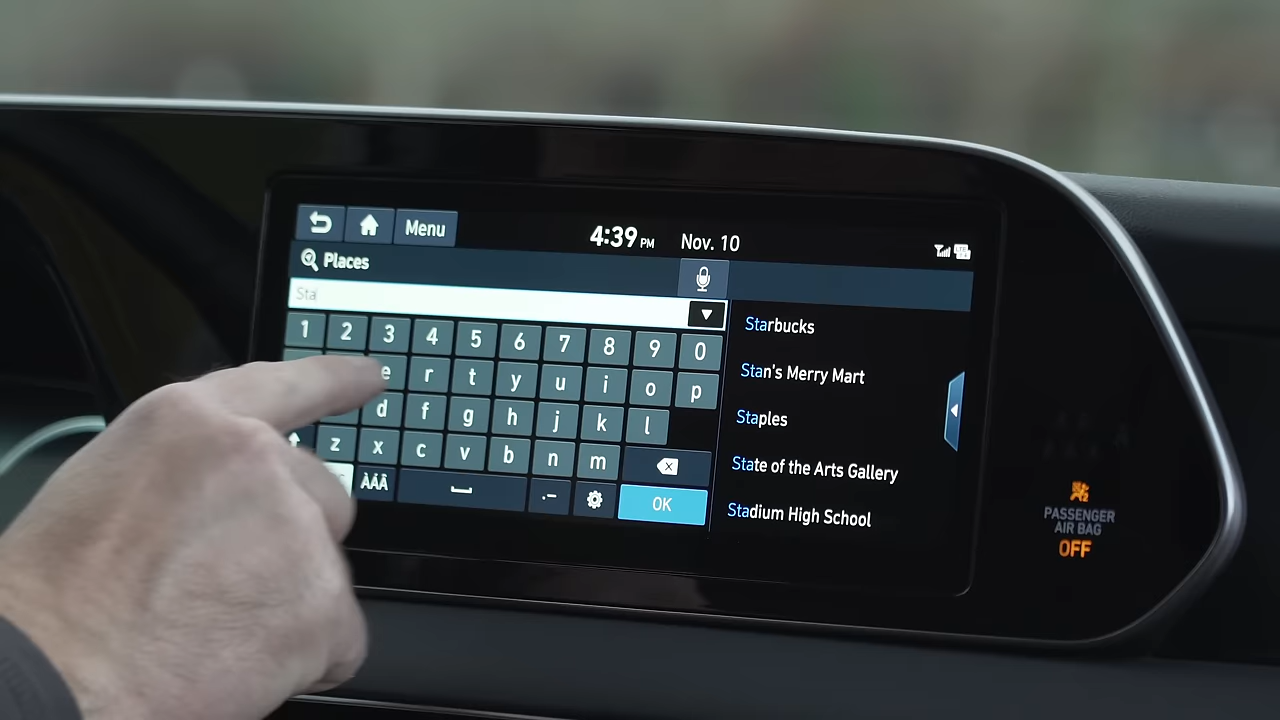 Menu
4:39 PM Nov. 10
Places
Sta
1 2 3 4 5 6 7 8 9 0
e r t y u i o p
d f g h j k l
z x c v b n m
ÀÄÂ .-
OK
Starbucks
Stan's Merry Mart
Staples
State of the Arts Gallery
Stadium High School
PASSENGER
AIR BAG
OFF